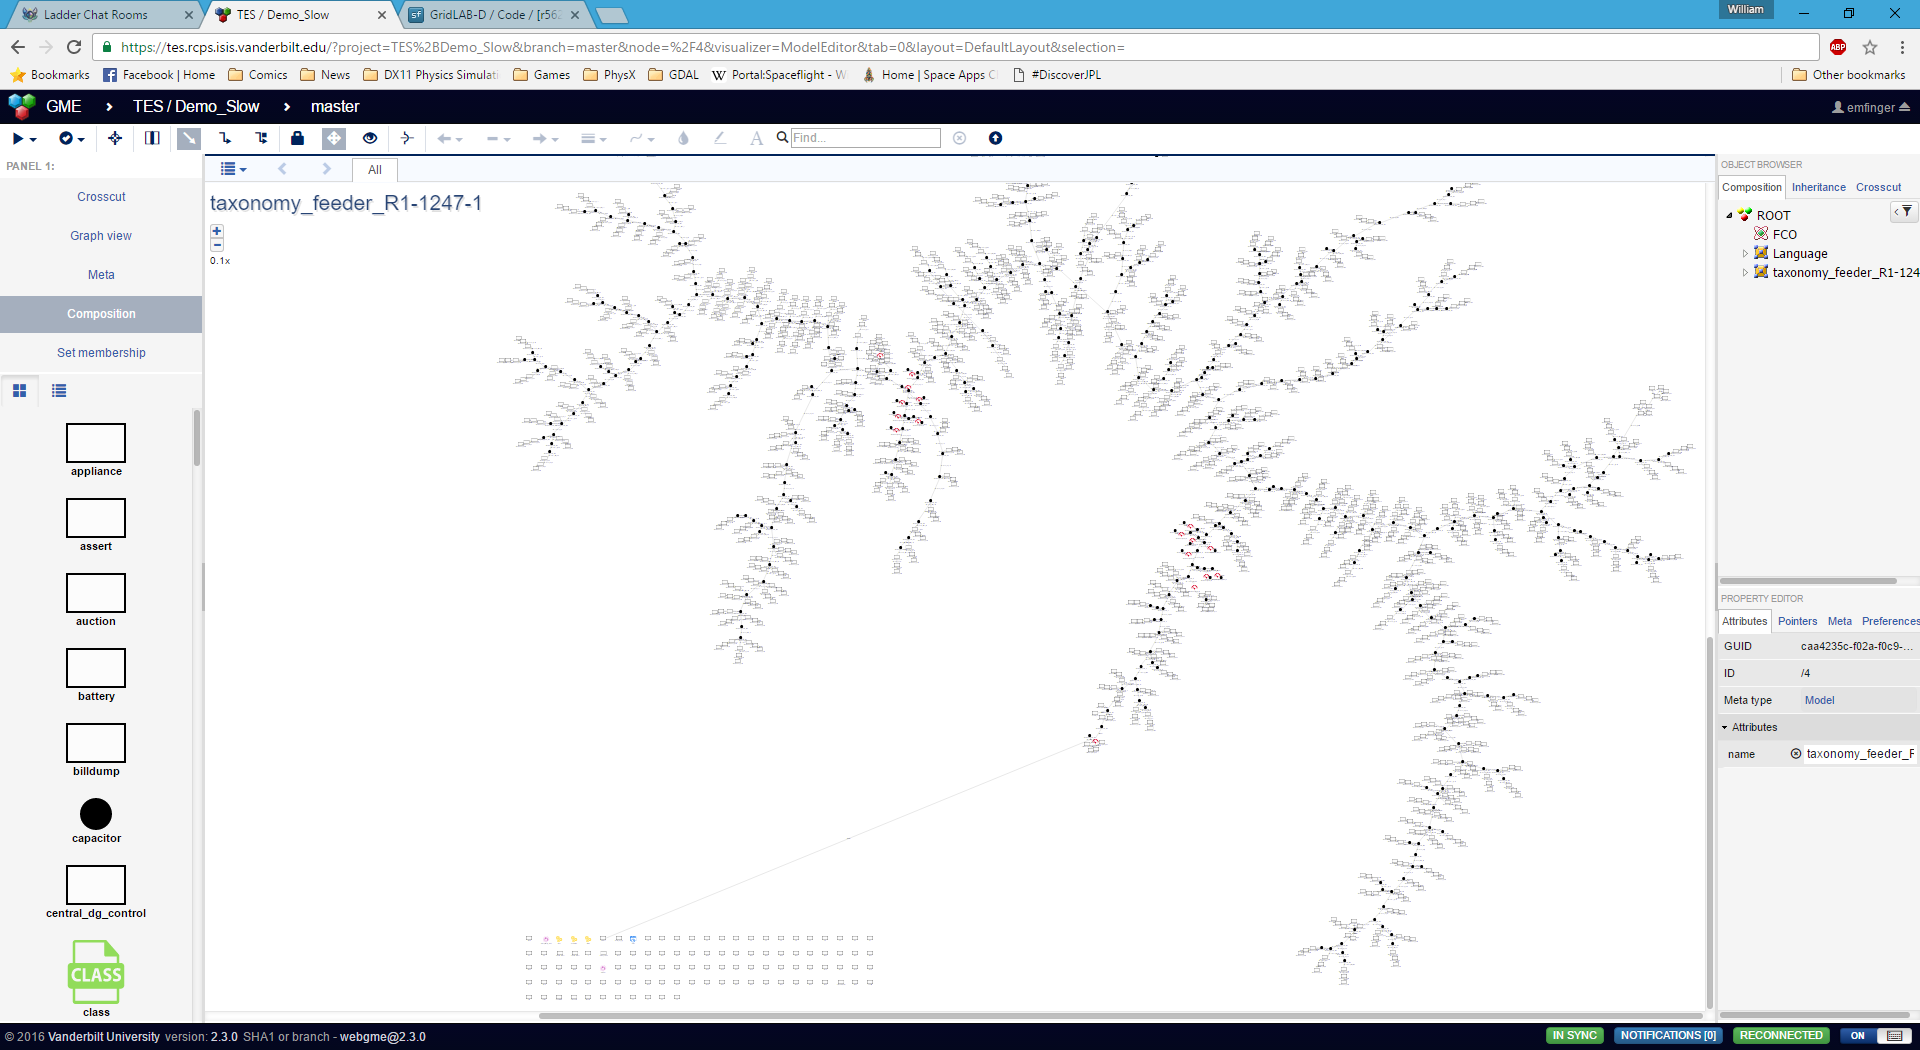 Ladder Chat Rooms
TES / Demo_Slow
GridLAB-D / Code / [r562
William
https://tes.rcps.isis.vanderbilt.edu/?project=TES%2BDemo_Slow&branch=master&node=%2F4&visualizer=ModelEditor&tab=0&layout=DefaultLayout&selection=
ABP
Bookmarks
Facebook | Home
Comics
News
DX11 Physics Simulati
Games
PhysX
GDAL
Portal:Spaceflight - W
Home | Space Apps C
#DiscoverJPL
Other bookmarks
GME
TES / Demo_Slow
master
emfinger
Find...
PANEL 1:
Crosscut
Graph view
Meta
Composition
Set membership
appliance
assert
auction
battery
billdump
capacitor
central_dg_control
CLASS
class
All
taxonomy_feeder_R1-1247-1
0.1x
OBJECT BROWSER
Composition
Inheritance
Crosscut
ROOT
FCO
Language
taxonomy_feeder_R1-124
PROPERTY EDITOR
Attributes
Pointers
Meta
Preferences
GUID
caa4235c-f02a-f0c9-...
ID
/4
Meta type
Model
Attributes
name
taxonomy_feeder_F
© 2016 Vanderbilt University version: 2.3.0 SHA1 or branch - webgme@2.3.0
IN SYNC
NOTIFICATIONS [0]
RECONNECTED
ON